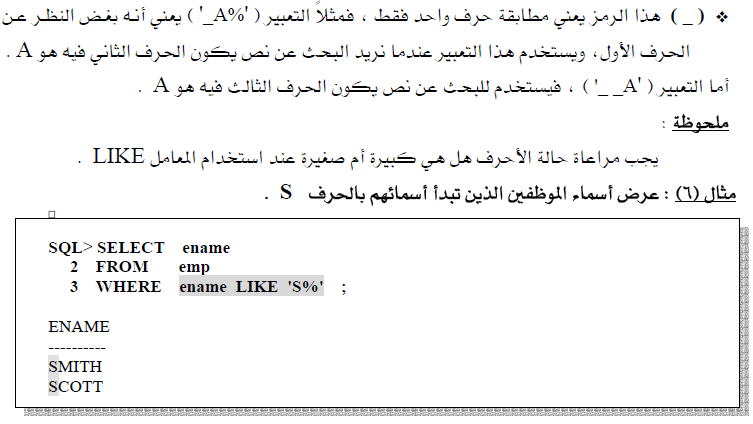 ❖ ( _ ) هذا الرمز يعني مطابقة حرف واحد فقط ، فمثلاً التعبير ( '_A%' ) يعني أنه بغض النظر عن
الحرف الأول، ويستخدم هذا التعبير عندما نريد البحث عن نص يكون الحرف الثاني فيه هو A .
أما التعبير ( '_ _A' ) ، فيستخدم للبحث عن نص يكون الحرف الثالث فيه هو A .
ملحوظة :
يجب مراعاة حالة الأحرف هل هي كبيرة أم صغيرة عند استخدام المعامل LIKE .
مثال (٦) : عرض أسماء الموظفين الذين تبدأ أسمائهم بالحرف S .
SQL> SELECT ename
2 FROM emp
3 WHERE ename LIKE 'S%' ;
ENAME
----------
SMITH
SCOTT